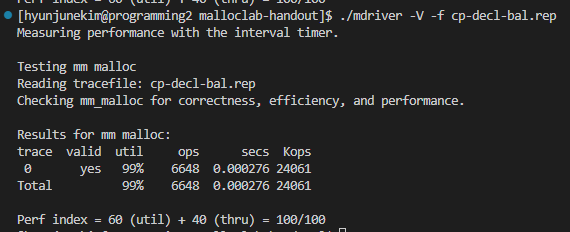 Perf index = 60 (util) + 40 (thru) = 100/100
[hyunjunekim@programming2 malloclab-handout]$ ./mdriver -V -f cp-decl-bal.rep
Measuring performance with the interval timer.
Testing mm malloc
Reading tracefile: cp-decl-bal.rep
Checking mm_malloc for correctness, efficiency, and performance.
Results for mm malloc:
trace valid util ops secs Kops
0 yes 99% 6648 0.000276 24061
Total 99% 6648 0.000276 24061
Perf index = 60 (util) + 40 (thru) = 100/100